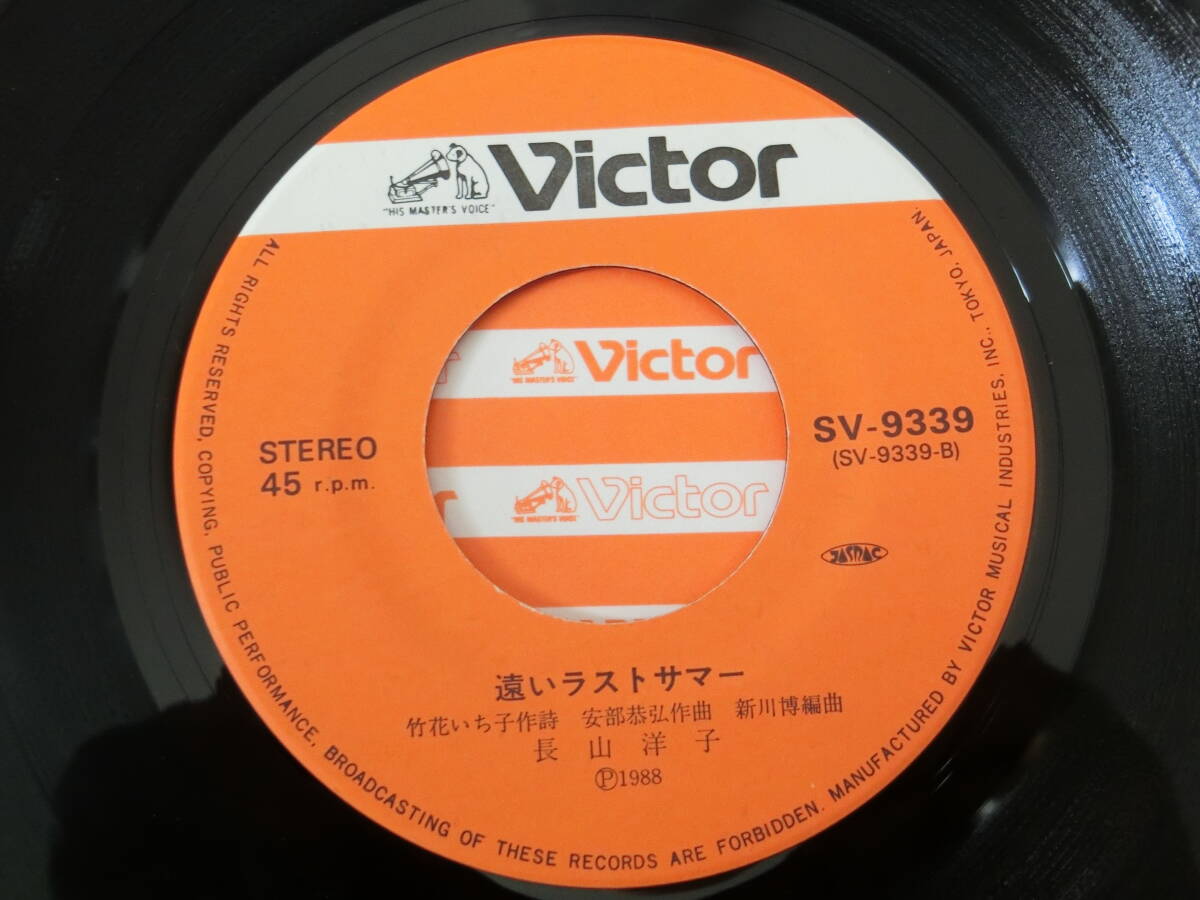 Victor
"HIS MASTER'S VOICE"
Victor
"HIS MASTER'S VOICE"
Victor
"HIS MASTER'S VOICE"
STEREO
45 r.p.m.
SV-9339
(SV-9339-B)
JASRAC
遠いラストサマー
竹花いち子作詩 安部恭弘作曲 新川博編曲
長山洋子
Ⓟ1988
ALL RIGHTS RESERVED, COPYING, PUBLIC PERFORMANCE, BROADCASTING OF THESE RECORDS ARE FORBIDDEN. MANUFACTURED BY VICTOR MUSICAL INDUSTRIES, INC., TOKYO, JAPAN.